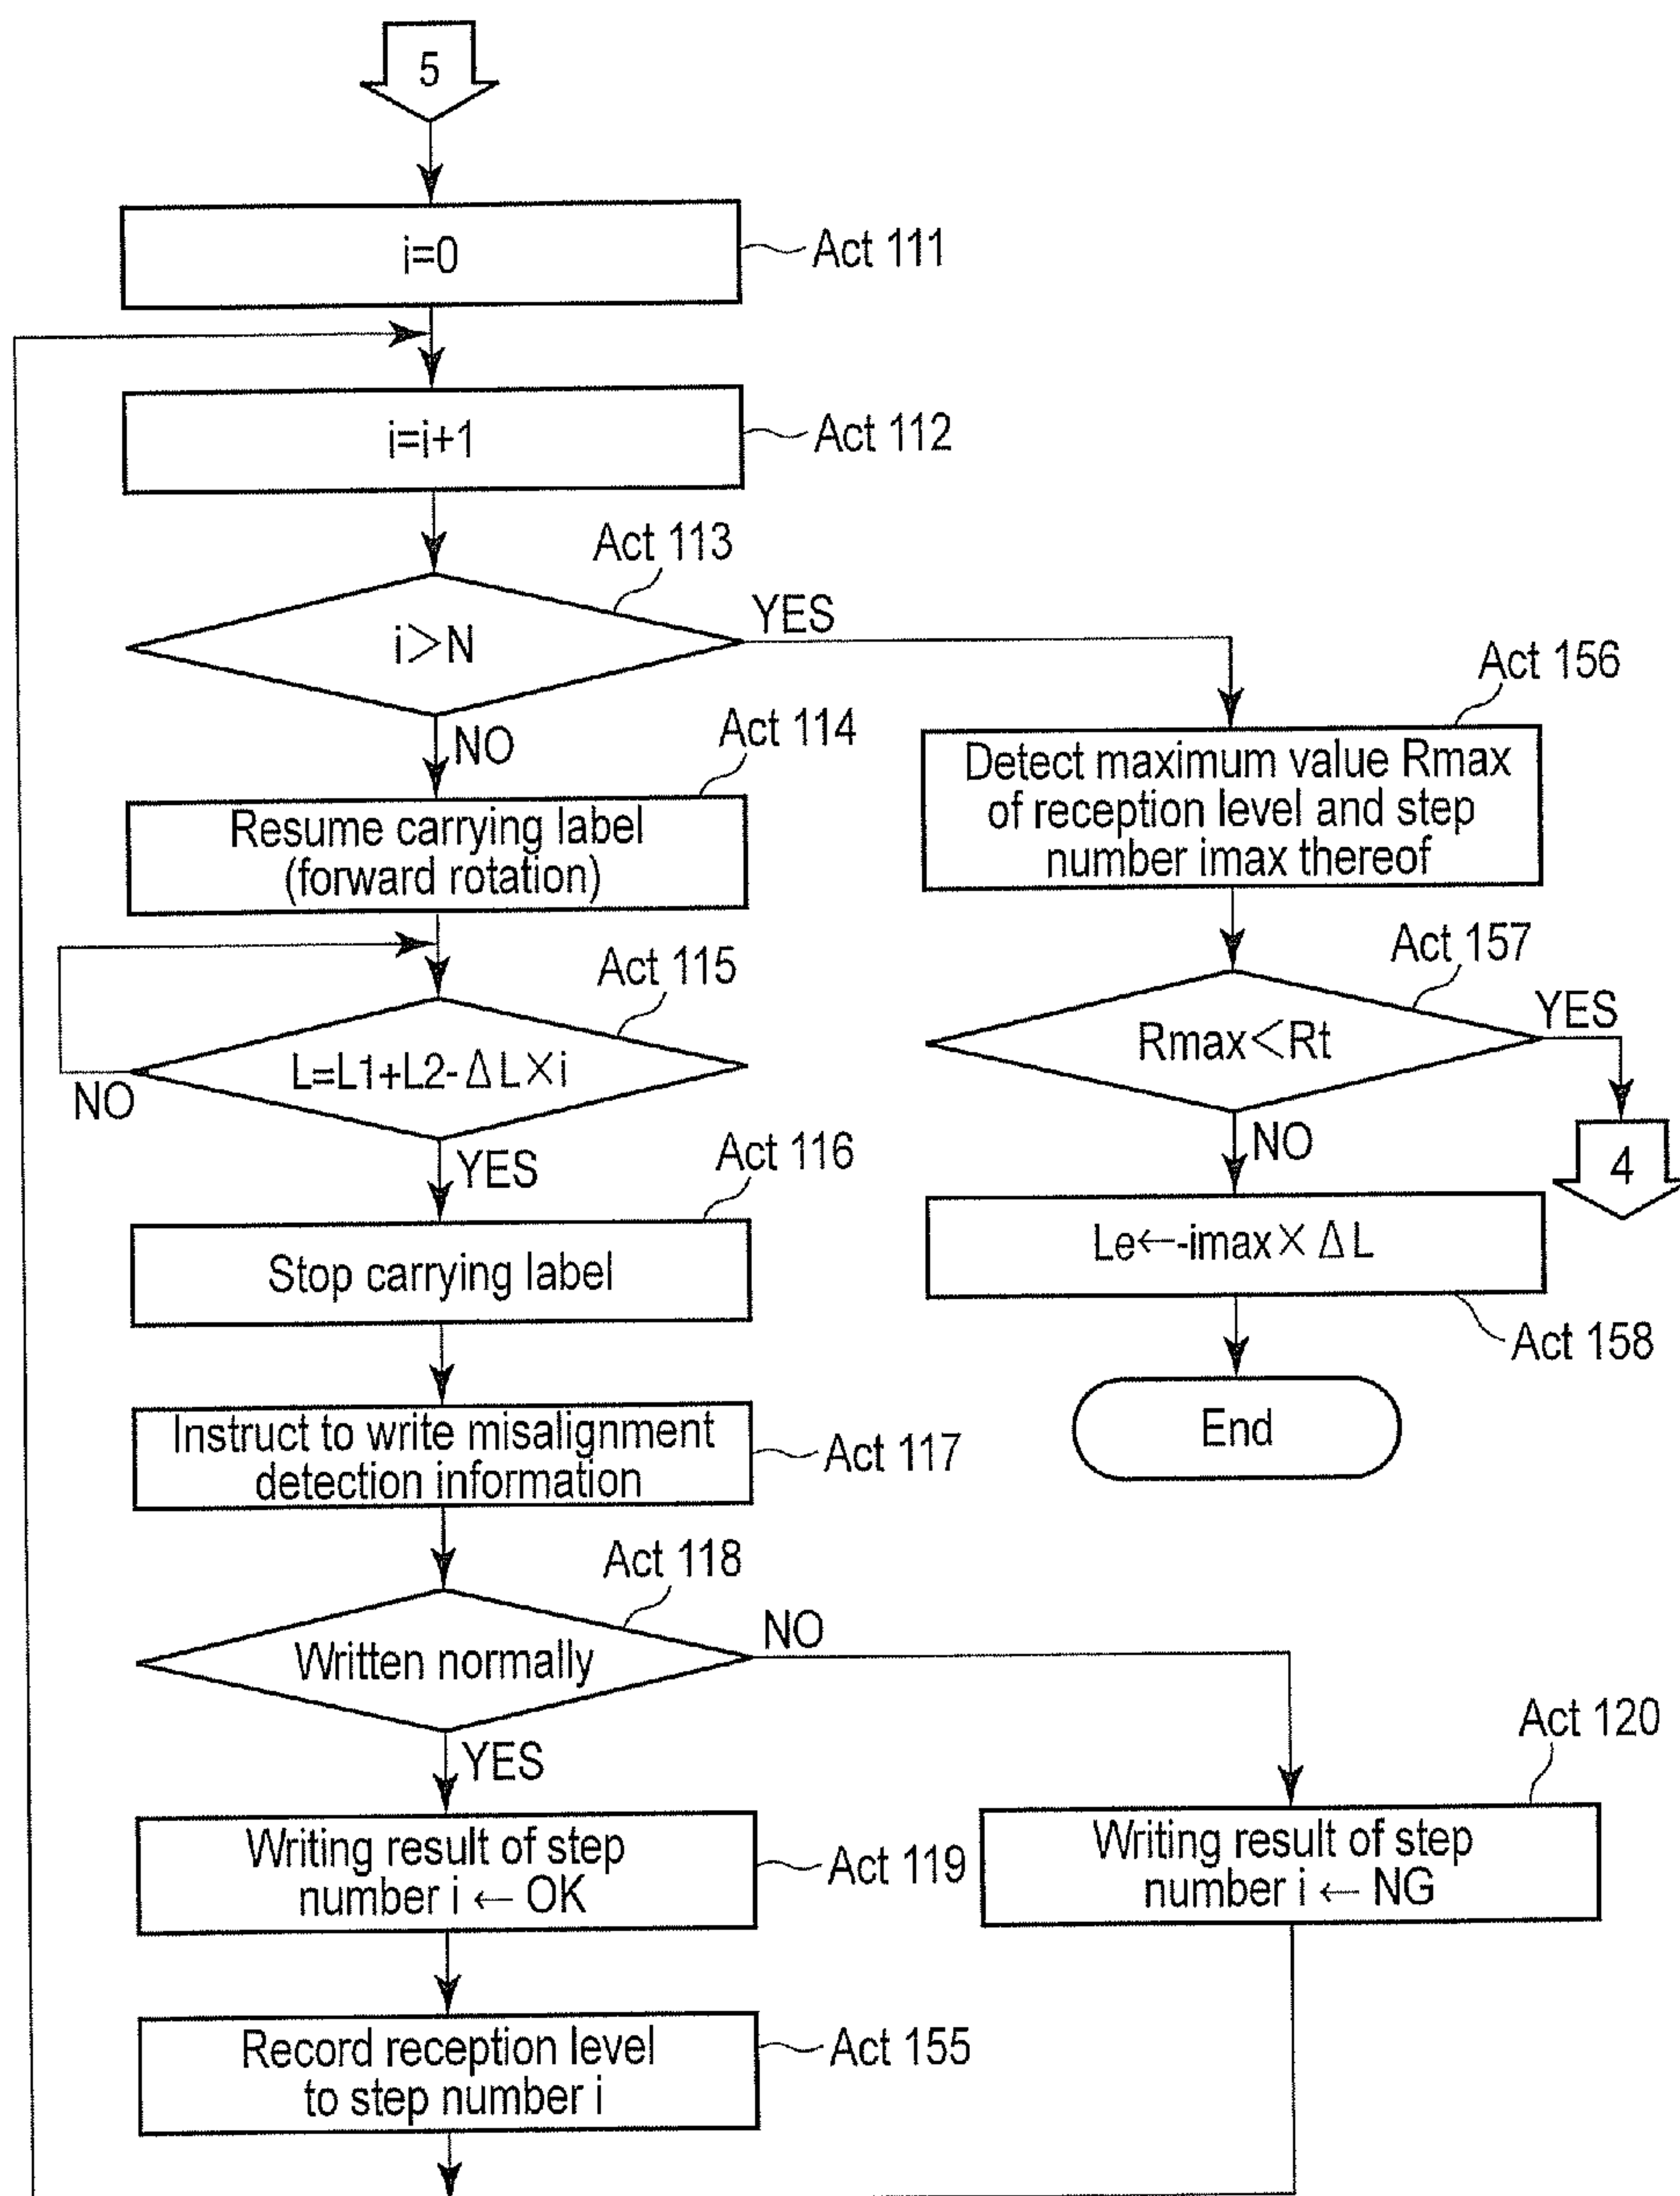 5
i=0
Act 111
i=i+1
Act 112
Act 113
i>N
YES
NO
Act 114
Resume carrying label
(forward rotation)
Act 115
L=L1+L2-ΔL×i
NO
YES
Act 116
Stop carrying label
Instruct to write misalignment
detection information
Act 117
Act 118
Written normally
NO
YES
Writing result of step
number i ← OK
Act 119
Record reception level
to step number i
Act 155
Act 120
Writing result of step
number i ← NG
Act 156
Detect maximum value Rmax
of reception level and step
number imax thereof
Act 157
Rmax<Rt
YES
4
NO
Le←-imax×ΔL
Act 158
End